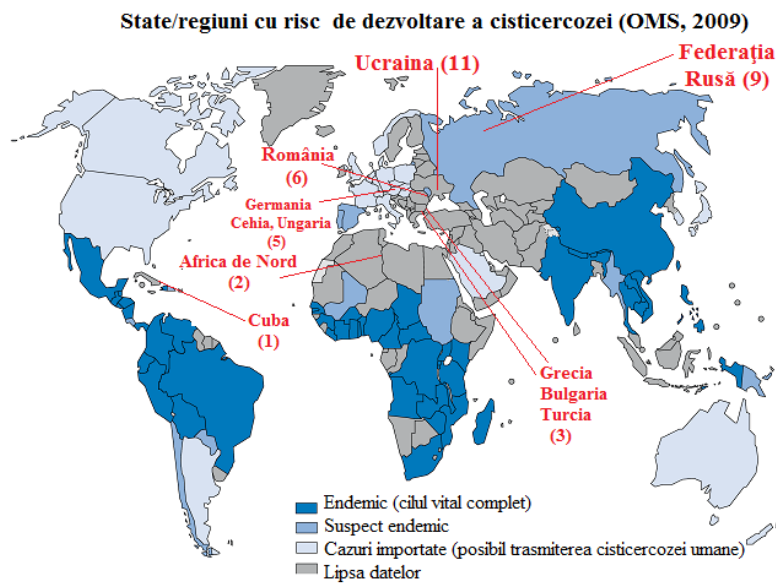 State/regiuni cu risc de dezvoltare a cisticercozei (OMS, 2009)
Ucraina (11)
Federaţia
Rusă (9)
România
(6)
Germania
Cehia, Ungaria
(5)
Africa de Nord
(2)
Cuba
(1)
Grecia
Bulgaria
Turcia
(3)
Endemic (cilul vital complet)
Suspect endemic
Cazuri importate (posibil trasmiterea cisticercozei umane)
Lipsa datelor